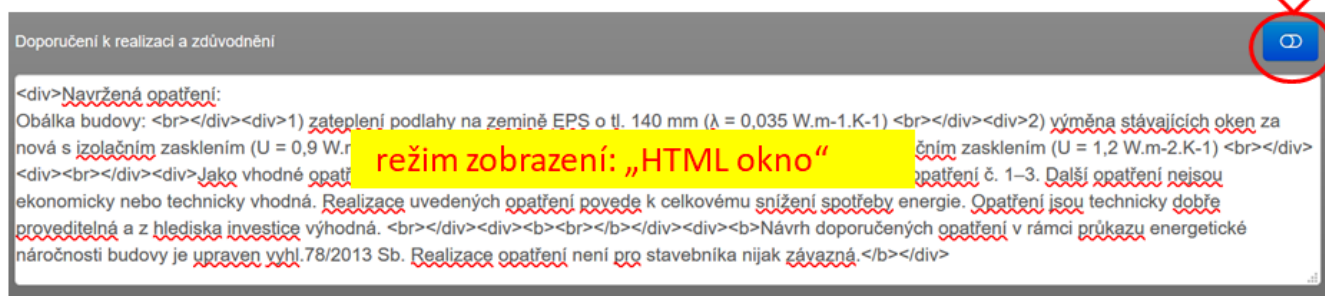 Doporučení k realizaci a zdůvodnění
<div>Navržená opatření:
Obálka budovy: <br></div><div>1) zateplení podlahy na zemině EPS o tl. 140 mm (λ = 0,035 W.m-1.K-1) <br></div><div>2) výměna stávajících oken za
nová s izolačním zasklením (U = 0,9 W.m čním zasklením (U = 1,2 W.m-2.K-1) <br></div>
režim zobrazení: „HTML okno“
<div><br></div><div>Jako vhodné opatř opatření č. 1–3. Další opatření nejsou
ekonomicky nebo technicky vhodná. Realizace uvedených opatření povede k celkovému snížení spotřeby energie. Opatření jsou technicky dobře
proveditelná a z hlediska investice výhodná. <br></div><div><b><br></b></div><div><b>Návrh doporučených opatření v rámci průkazu energetické
náročnosti budovy je upraven vyhl.78/2013 Sb. Realizace opatření není pro stavebníka nijak závazná.</b></div>